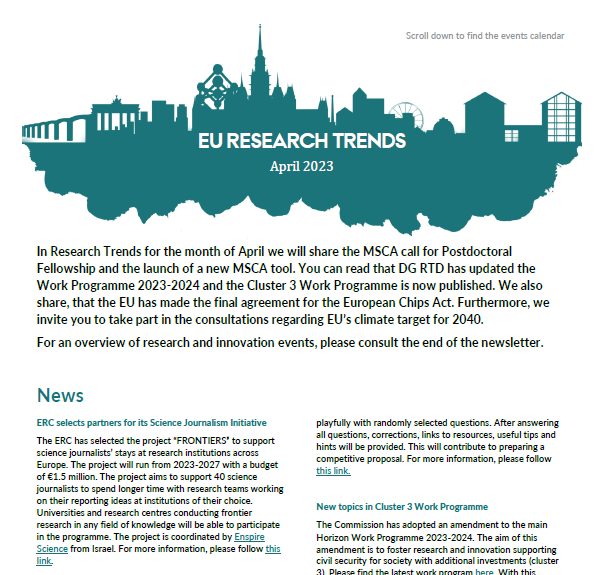 Scroll down to find the events calendar
EU RESEARCH TRENDS
April 2023
In Research Trends for the month of April we will share the MSCA call for Postdoctoral
Fellowship and the launch of a new MSCA tool. You can read that DG RTD has updated the
Work Programme 2023-2024 and the Cluster 3 Work Programme is now published. We also
share, that the EU has made the final agreement for the European Chips Act. Furthermore, we
invite you to take part in the consultations regarding EU's climate target for 2040.
For an overview of research and innovation events, please consult the end of the newsletter.
News
ERC selects partners for its Science Journalism Initiative
The ERC has selected the project "FRONTIERS" to support
science journalists' stays at research institutions across
Europe. The project will run from 2023-2027 with a budget
of €1.5 million. The project aims to support 40 science
journalists to spend longer time with research teams working
on their reporting ideas at institutions of their choice.
Universities and research centres conducting frontier
research in any field of knowledge will be able to participate
in the programme. The project is coordinated by Enspire
Science from Israel. For more information, please follow this
link.
playfully with randomly selected questions. After answering
all questions, corrections, links to resources, useful tips and
hints will be provided. This will contribute to preparing a
competitive proposal. For more information, please follow
this link.
New topics in Cluster 3 Work Programme
The Commission has adopted an amendment to the main
Horizon Work Programme 2023-2024. The aim of this
amendment is to foster research and innovation supporting
civil security for society with additional investments (cluster
3). Please find the latest work program here. With this